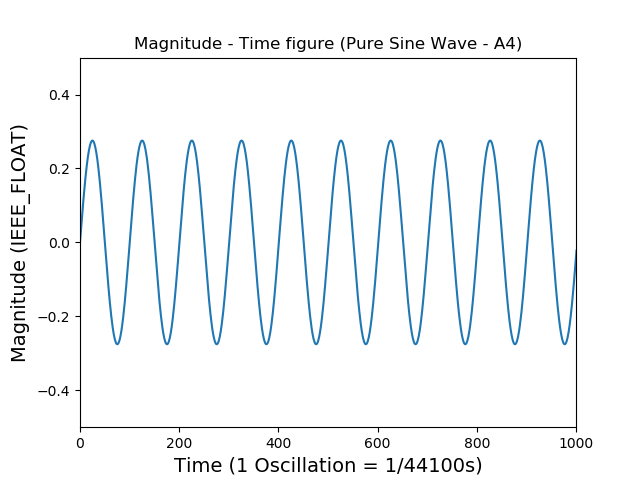 Magnitude - Time figure (Pure Sine Wave - A4)
Magnitude (IEEE_FLOAT)
0.4
0.2
0.0
−0.2
−0.4
0 200 400 600 800 1000
Time (1 Oscillation = 1/44100s)